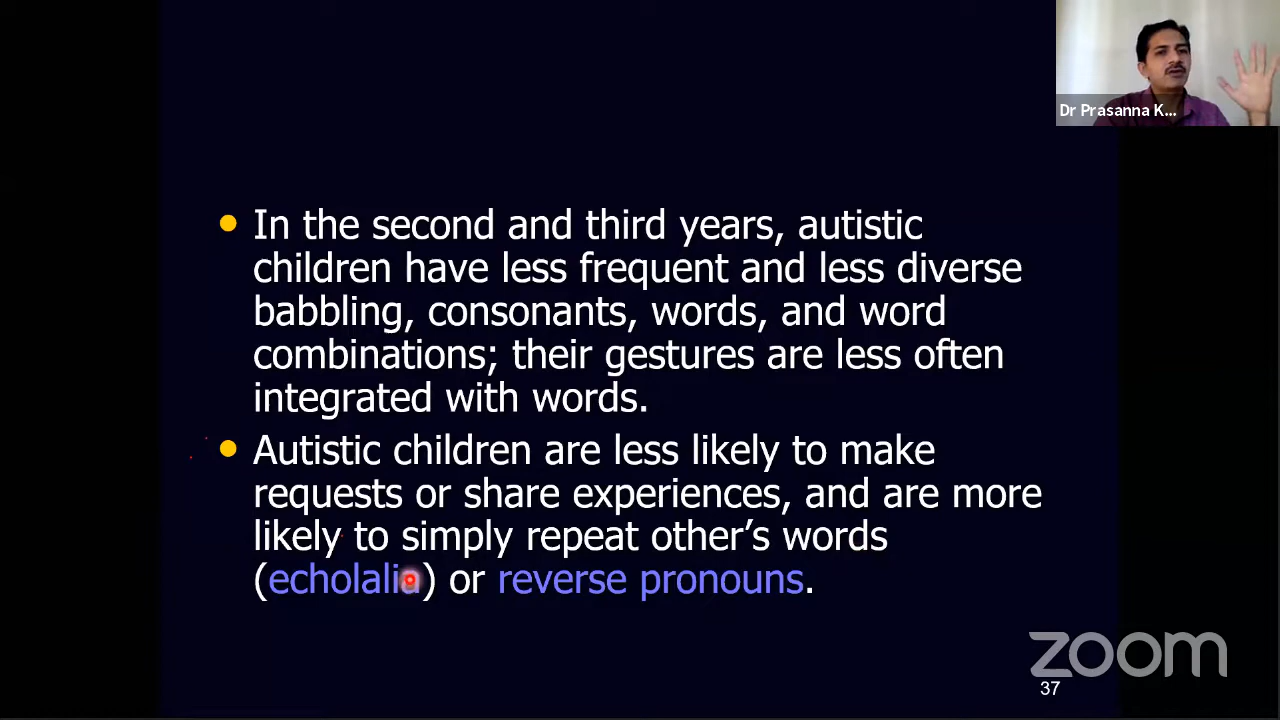 Dr Prasanna K...
In the second and third years, autistic
children have less frequent and less diverse
babbling, consonants, words, and word
combinations; their gestures are less often
integrated with words.
Autistic children are less likely to make
requests or share experiences, and are more
likely to simply repeat other’s words
(echolalia) or reverse pronouns.
zoom
37